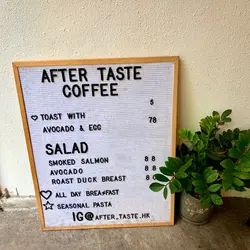 AFTER TASTE
COFFEE
$
♡ TOAST WITH 78
AVOCADO & EGG
SALAD
SMOKED SALMON 88
AVOCADO 88
ROAST DUCK BREAST 88
♡ ALL DAY BREAKFAST
☆ SEASONAL PASTA
IG@AFTER_TASTE.HK